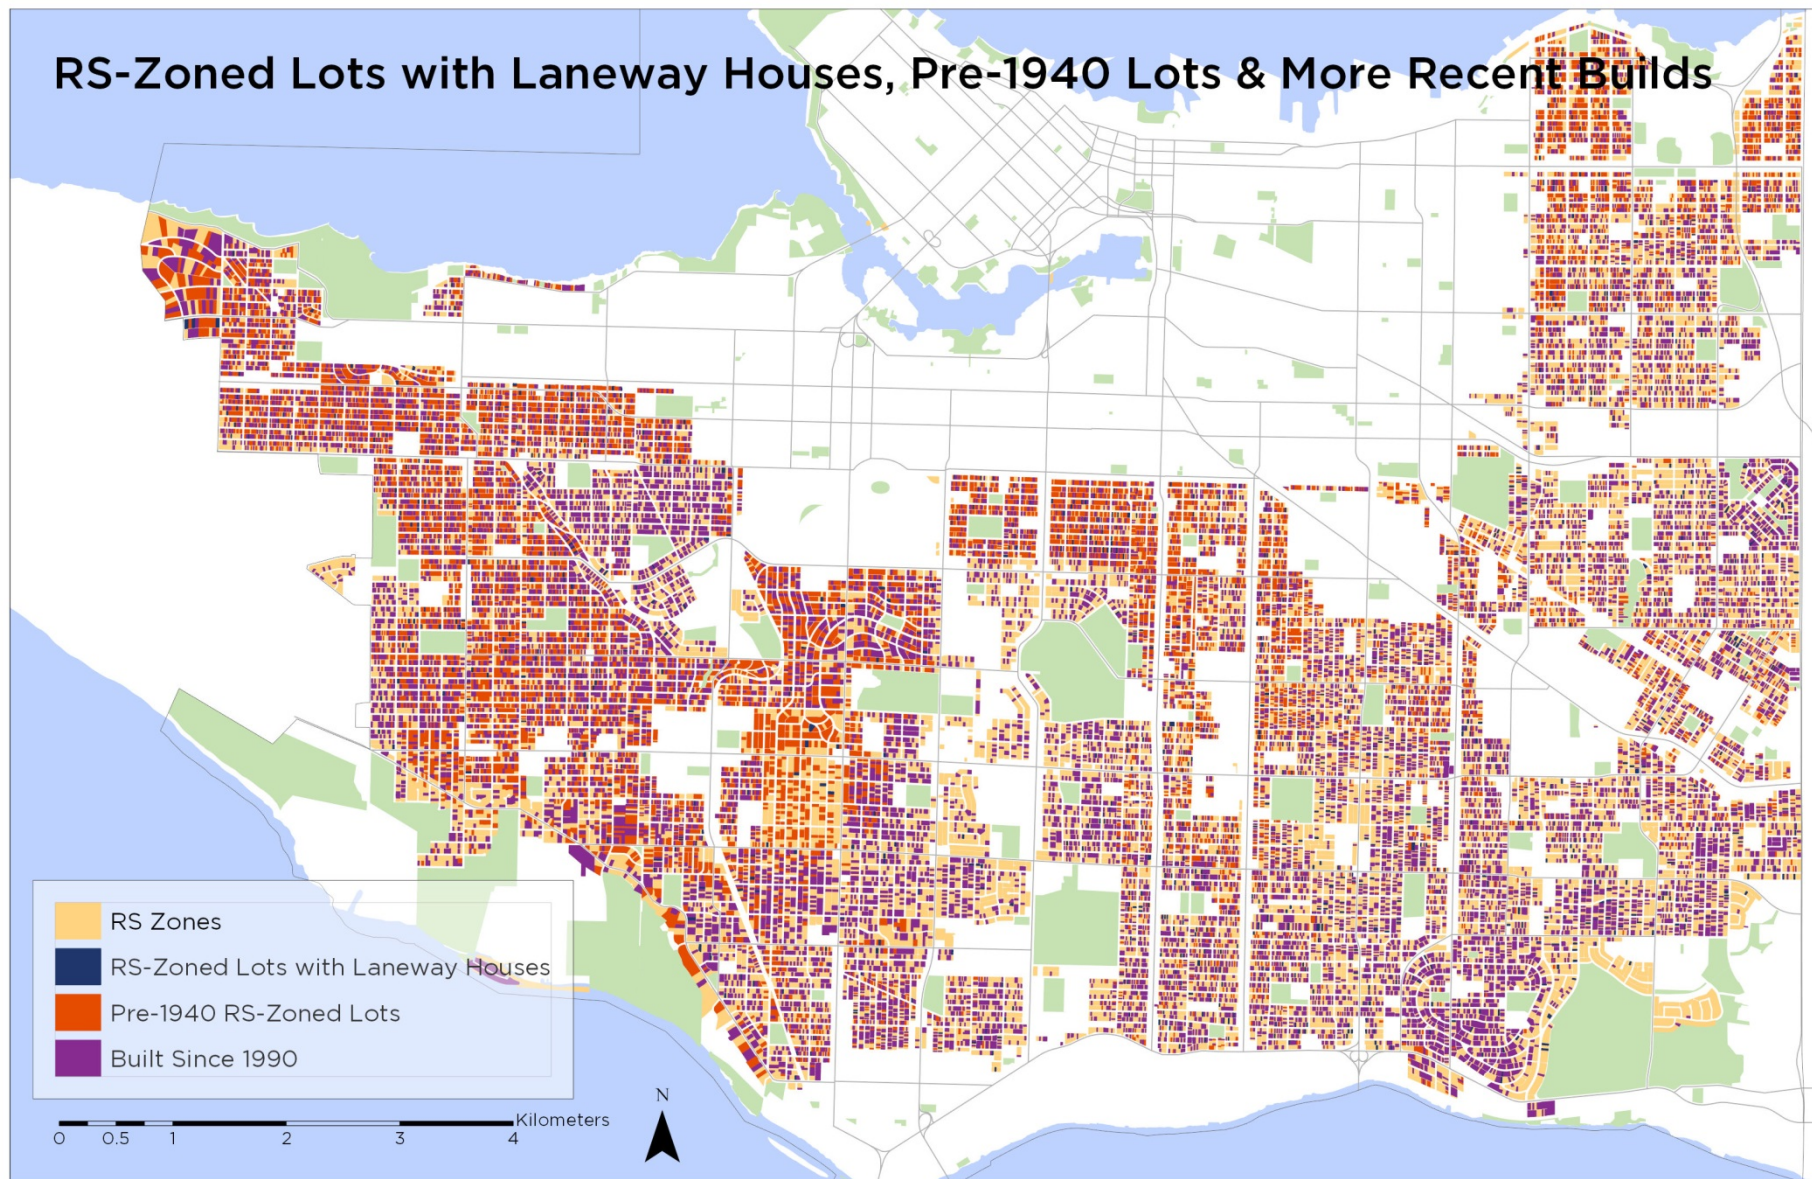 RS-Zoned Lots with Laneway Houses, Pre-1940 Lots & More Recent Builds
RS Zones
RS-Zoned Lots with Laneway Houses
Pre-1940 RS-Zoned Lots
Built Since 1990
N
Kilometers
0 0.5 1 2 3 4